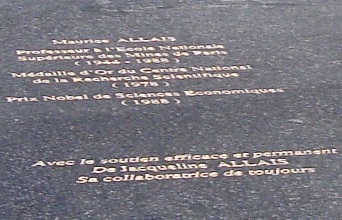 Maurice ALLAIS
Professeur à l'Ecole Nationale
Supérieure des Mines de Paris
( 1944 - 1988 )
Médaille d'Or du Centre National
de la Recherche Scientifique
( 1978 )
Prix Nobel de Sciences Economiques
( 1988 )
Avec le soutien efficace et permanent
De Jacqueline ALLAIS
Sa collaboratrice de toujours